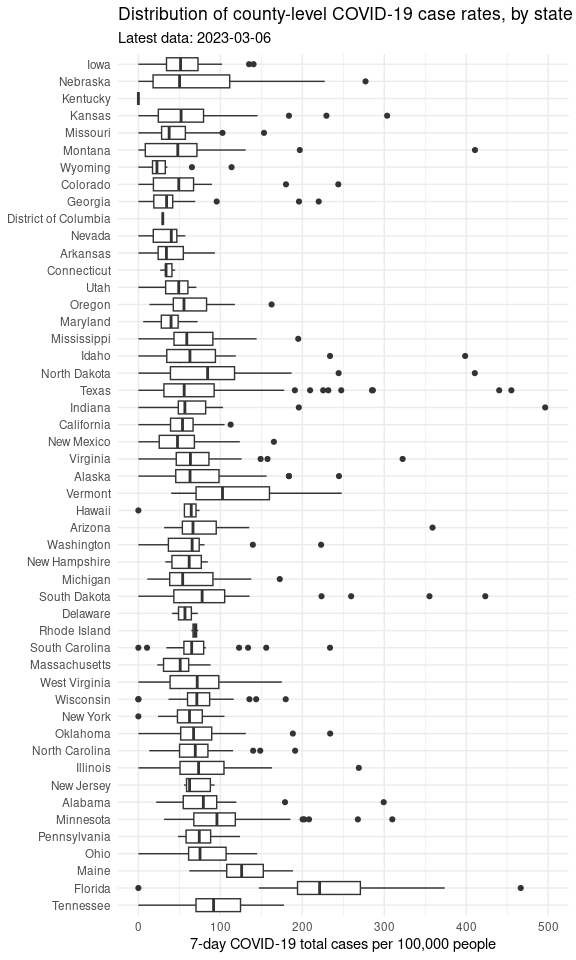 Distribution of county-level COVID-19 case rates, by state
Latest data: 2023-03-06
Iowa
Nebraska
Kentucky
Kansas
Missouri
Montana
Wyoming
Colorado
Georgia
District of Columbia
Nevada
Arkansas
Connecticut
Utah
Oregon
Maryland
Mississippi
Idaho
North Dakota
Texas
Indiana
California
New Mexico
Virginia
Alaska
Vermont
Hawaii
Arizona
Washington
New Hampshire
Michigan
South Dakota
Delaware
Rhode Island
South Carolina
Massachusetts
West Virginia
Wisconsin
New York
Oklahoma
North Carolina
Illinois
New Jersey
Alabama
Minnesota
Pennsylvania
Ohio
Maine
Florida
Tennessee
0 100 200 300 400 500
7-day COVID-19 total cases per 100,000 people